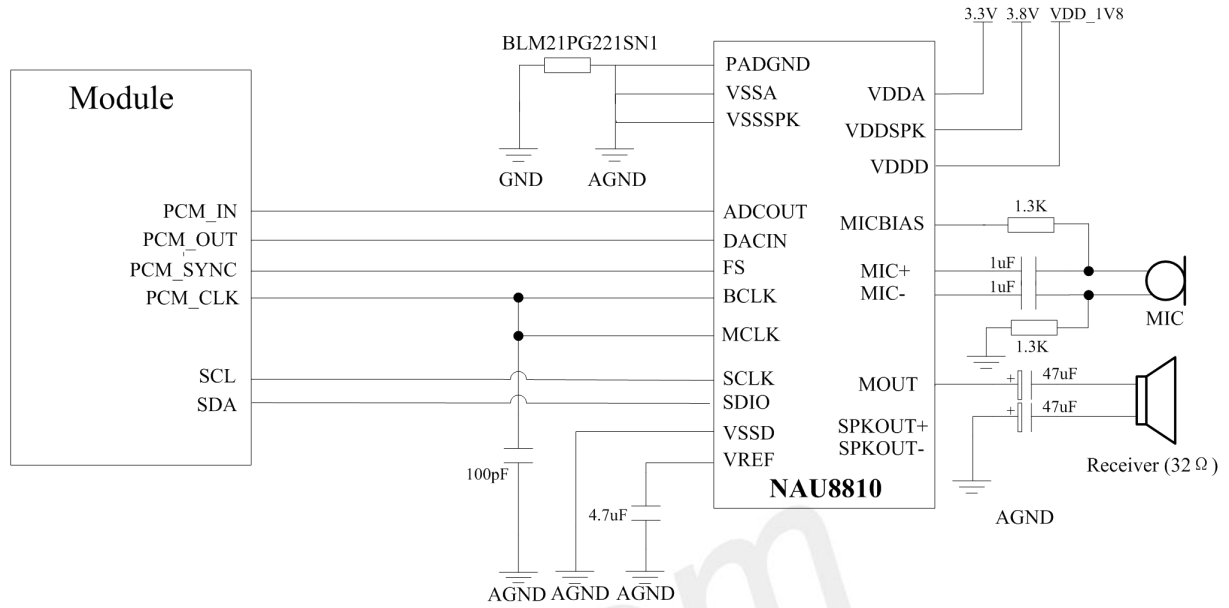 3.3V 3.8V VDD_1V8
BLM21PG221SN1
Module
PADGND
VSSA
VSSSPK
VDDA
VDDSPK
VDDD
GND
AGND
PCM_IN
PCM_OUT
PCM_SYNC
PCM_CLK
ADCOUT
DACIN
FS
BCLK
MCLK
MICBIAS
1.3K
MIC+
MIC-
1uF
1uF
MIC
1.3K
SCL
SDA
SCLK
SDIO
VSSD
VREF
MOUT
+ 47uF
+ 47uF
SPKOUT+
SPKOUT-
Receiver (32Ω)
NAU8810
100pF
4.7uF
AGND
AGND AGND AGND